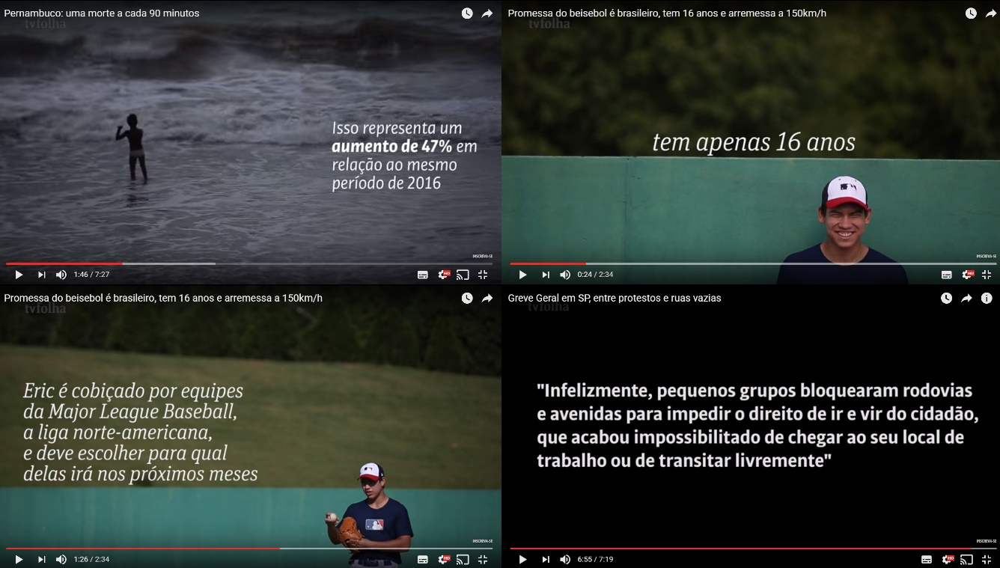 Pernambuco: uma morte a cada 90 minutos
tvfolha
Isso representa um
aumento de 47% em
relação ao mesmo
período de 2016
INSCREVA-SE
1:46 / 7:27
HD
Promessa do beisebol é brasileiro, tem 16 anos e arremessa a 150km/h
tvfolha
tem apenas 16 anos
INSCREVA-SE
0:24 / 2:34
HD
Promessa do beisebol é brasileiro, tem 16 anos e arremessa a 150km/h
tvfolha
Eric é cobiçado por equipes
da Major League Baseball,
a liga norte-americana,
e deve escolher para qual
delas irá nos próximos meses
INSCREVA-SE
1:26 / 2:34
HD
Greve Geral em SP, entre protestos e ruas vazias
tvfolha
"Infelizmente, pequenos grupos bloquearam rodovias
e avenidas para impedir o direito de ir e vir do cidadão,
que acabou impossibilitado de chegar ao seu local de
trabalho ou de transitar livremente"
INSCREVA-SE
6:55 / 7:19
HD